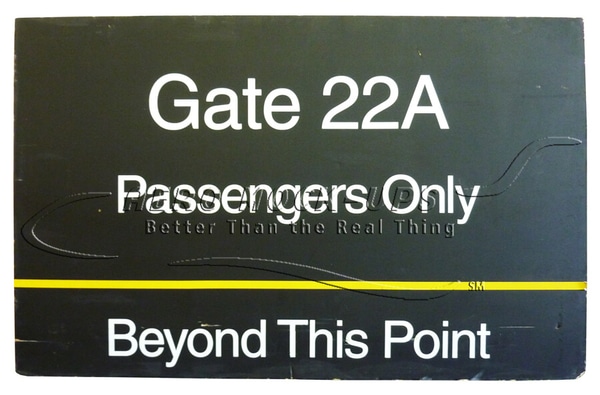 Gate 22A
Passengers Only
Better Than the Real Thing
SM
Beyond This Point